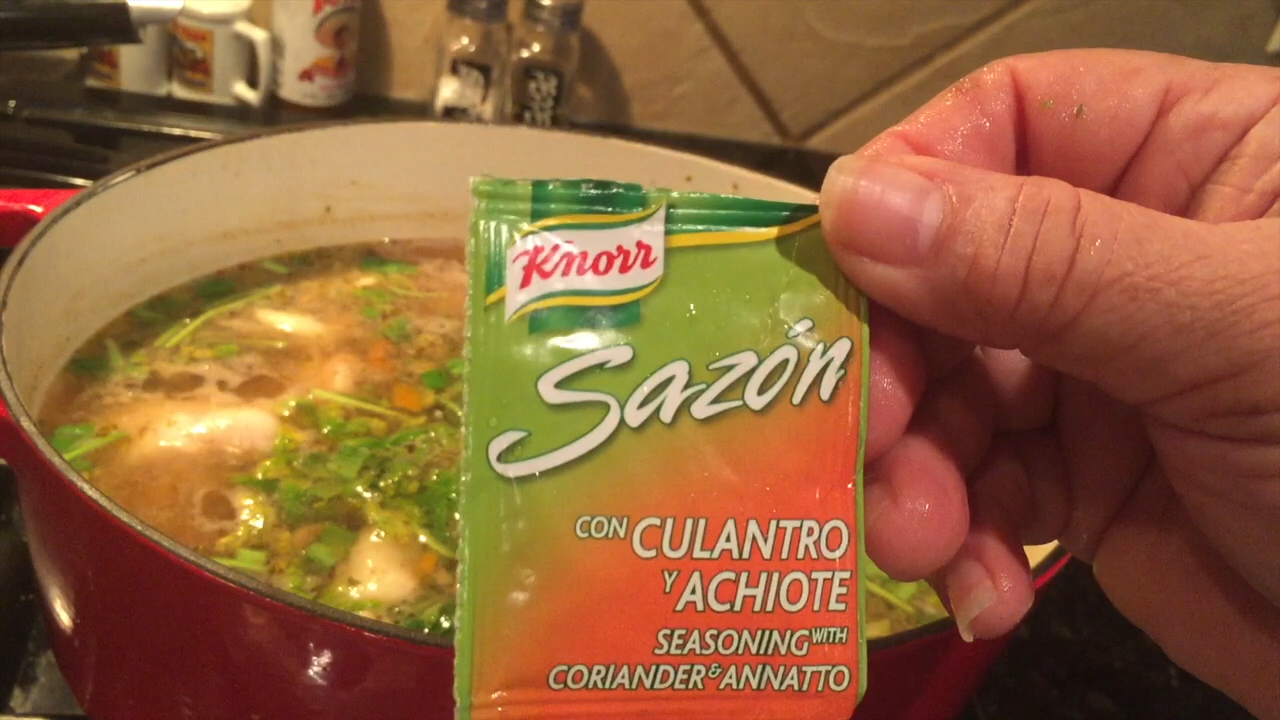 Knorr
Sazón
CON CULANTRO
Y ACHIOTE
SEASONING WITH
CORIANDER & ANNATTO